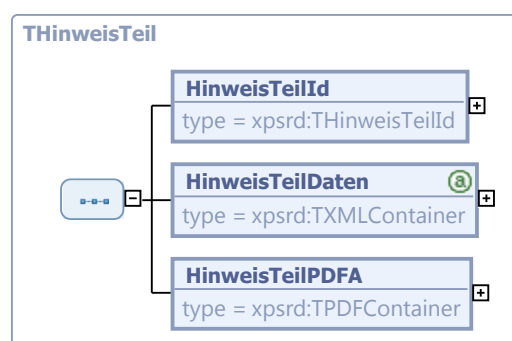 THinweisTeil
HinweisTeilId
type = xpsrd:THinweisTeilId
HinweisTeilDaten
a
type = xpsrd:TXMLContainer
HinweisTeilPDFA
type = xpsrd:TPDFContainer